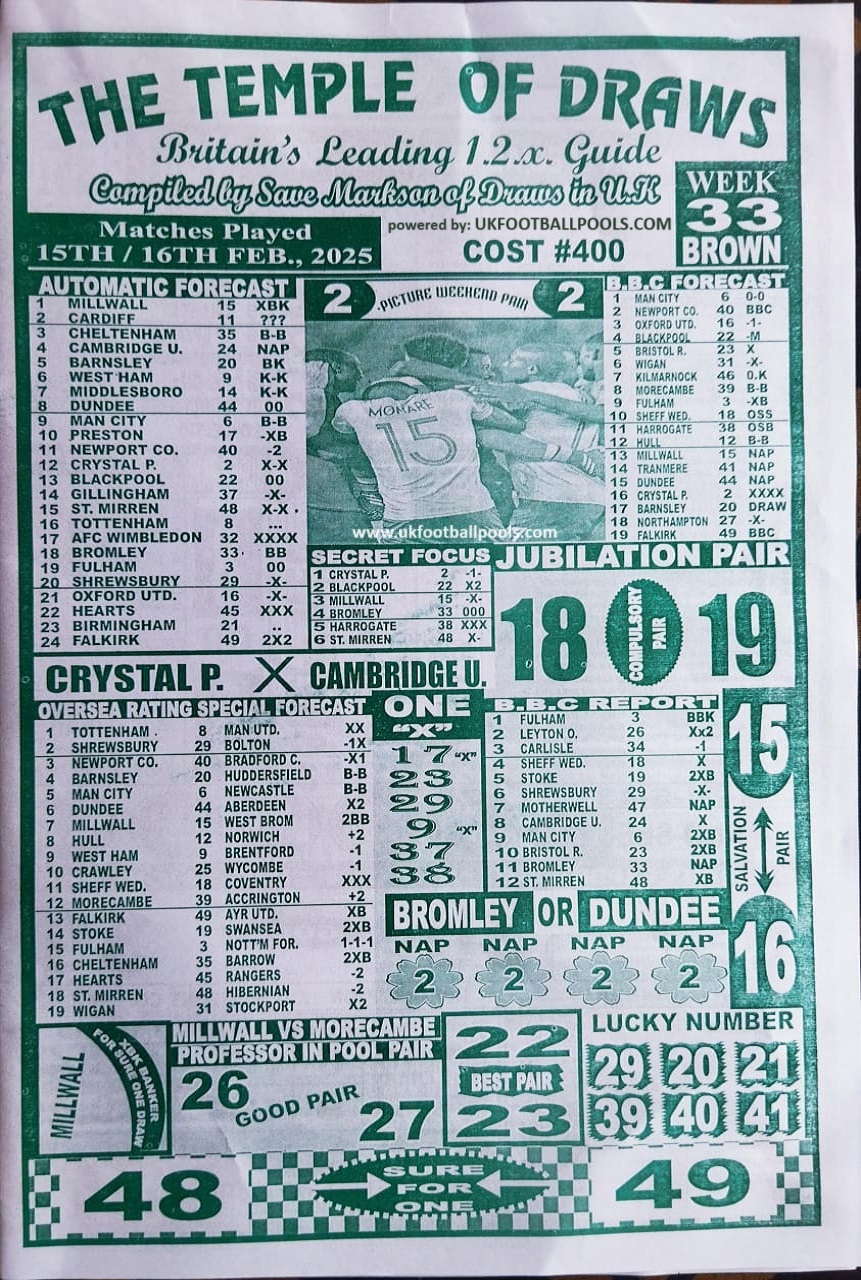 THE TEMPLE OF DRAWS
Britain's Leading 1.2.x. Guide
Compiled by Save Markson of Draws in U.K
WEEK
33
BROWN
powered by: UKFOOTBALLPOOLS.COM
COST #400
Matches Played
15TH / 16TH FEB., 2025
AUTOMATIC FORECAST
1 MILLWALL 15 XBK
2 CARDIFF 11 ???
3 CHELTENHAM 35 B-B
4 CAMBRIDGE U. 24 NAP
5 BARNSLEY 20 BK
6 WEST HAM 9 K-K
7 MIDDLESBORO 14 K-K
8 DUNDEE 44 00
9 MAN CITY 6 B-B
10 PRESTON 17 -XB
11 NEWPORT CO. 40 -2
12 CRYSTAL P. 2 X-X
13 BLACKPOOL 22 00
14 GILLINGHAM 37 -X-
15 ST. MIRREN 48 X-X
16 TOTTENHAM 8 ...
17 AFC WIMBLEDON 32 XXXX
18 BROMLEY 33 BB
19 FULHAM 3 00
20 SHREWSBURY 29 -X-
21 OXFORD UTD. 16 -X-
22 HEARTS 45 XXX
23 BIRMINGHAM 21 ..
24 FALKIRK 49 2X2
2 PICTURE WEEKEND PAIR 2
MONARE
15
www.ukfootballpools.com
B.B.C FORECAST
1 MAN CITY 6 0-0
2 NEWPORT CO. 40 BBC
3 OXFORD UTD. 16 -1-
4 BLACKPOOL 22 -M
5 BRISTOL R. 23 X
6 WIGAN 31 -X-
7 KILMARNOCK 46 0.K
8 MORECAMBE 39 B-B
9 FULHAM 3 -XB
10 SHEFF WED. 18 OSS
11 HARROGATE 38 OSB
12 HULL 12 B-B
13 MILLWALL 15 NAP
14 TRANMERE 41 NAP
15 DUNDEE 44 NAP
16 CRYSTAL P. 2 XXXX
17 BARNSLEY 20 DRAW
18 NORTHAMPTON 27 -X-
19 FALKIRK 49 BBC
SECRET FOCUS
1 CRYSTAL P. 2 -1-
2 BLACKPOOL 22 X2
3 MILLWALL 15 -X-
4 BROMLEY 33 000
5 HARROGATE 38 XXX
6 ST. MIRREN 48 X-
JUBILATION PAIR
18 COMPULSORY PAIR 19
CRYSTAL P. X CAMBRIDGE U.
OVERSEA RATING SPECIAL FORECAST
1 TOTTENHAM 8 MAN UTD. XX
2 SHREWSBURY 29 BOLTON -1X
3 NEWPORT CO. 40 BRADFORD C. -X1
4 BARNSLEY 20 HUDDERSFIELD B-B
5 MAN CITY 6 NEWCASTLE B-B
6 DUNDEE 44 ABERDEEN X2
7 MILLWALL 15 WEST BROM 2BB
8 HULL 12 NORWICH +2
9 WEST HAM 9 BRENTFORD -1
10 CRAWLEY 25 WYCOMBE -1
11 SHEFF WED. 18 COVENTRY XXX
12 MORECAMBE 39 ACCRINGTON +2
13 FALKIRK 49 AYR UTD. XB
14 STOKE 19 SWANSEA 2XB
15 FULHAM 3 NOTT'M FOR. 1-1-1
16 CHELTENHAM 35 BARROW 2XB
17 HEARTS 45 RANGERS -2
18 ST. MIRREN 48 HIBERNIAN -2
19 WIGAN 31 STOCKPORT X2
ONE
"X"
17 "X"
23
29
9 "X"
37
38
B.B.C REPORT
1 FULHAM 3 BBK
2 LEYTON O. 26 Xx2
3 CARLISLE 34 -1
4 SHEFF WED. 18 X
5 STOKE 19 2XB
6 SHREWSBURY 29 -X-
7 MOTHERWELL 47 NAP
8 CAMBRIDGE U. 24 X
9 MAN CITY 6 2XB
10 BRISTOL R. 23 2XB
11 BROMLEY 33 NAP
12 ST. MIRREN 48 XB
15
SALVATION PAIR
16
BROMLEY OR DUNDEE
NAP NAP NAP NAP
2 2 2 2
MILLWALL
XBK BANKER
FOR SURE ONE DRAW
MILLWALL VS MORECAMBE
PROFESSOR IN POOL PAIR
26 GOOD PAIR 27
22
BEST PAIR
23
LUCKY NUMBER
29 20 21
39 40 41
48 SURE FOR ONE 49